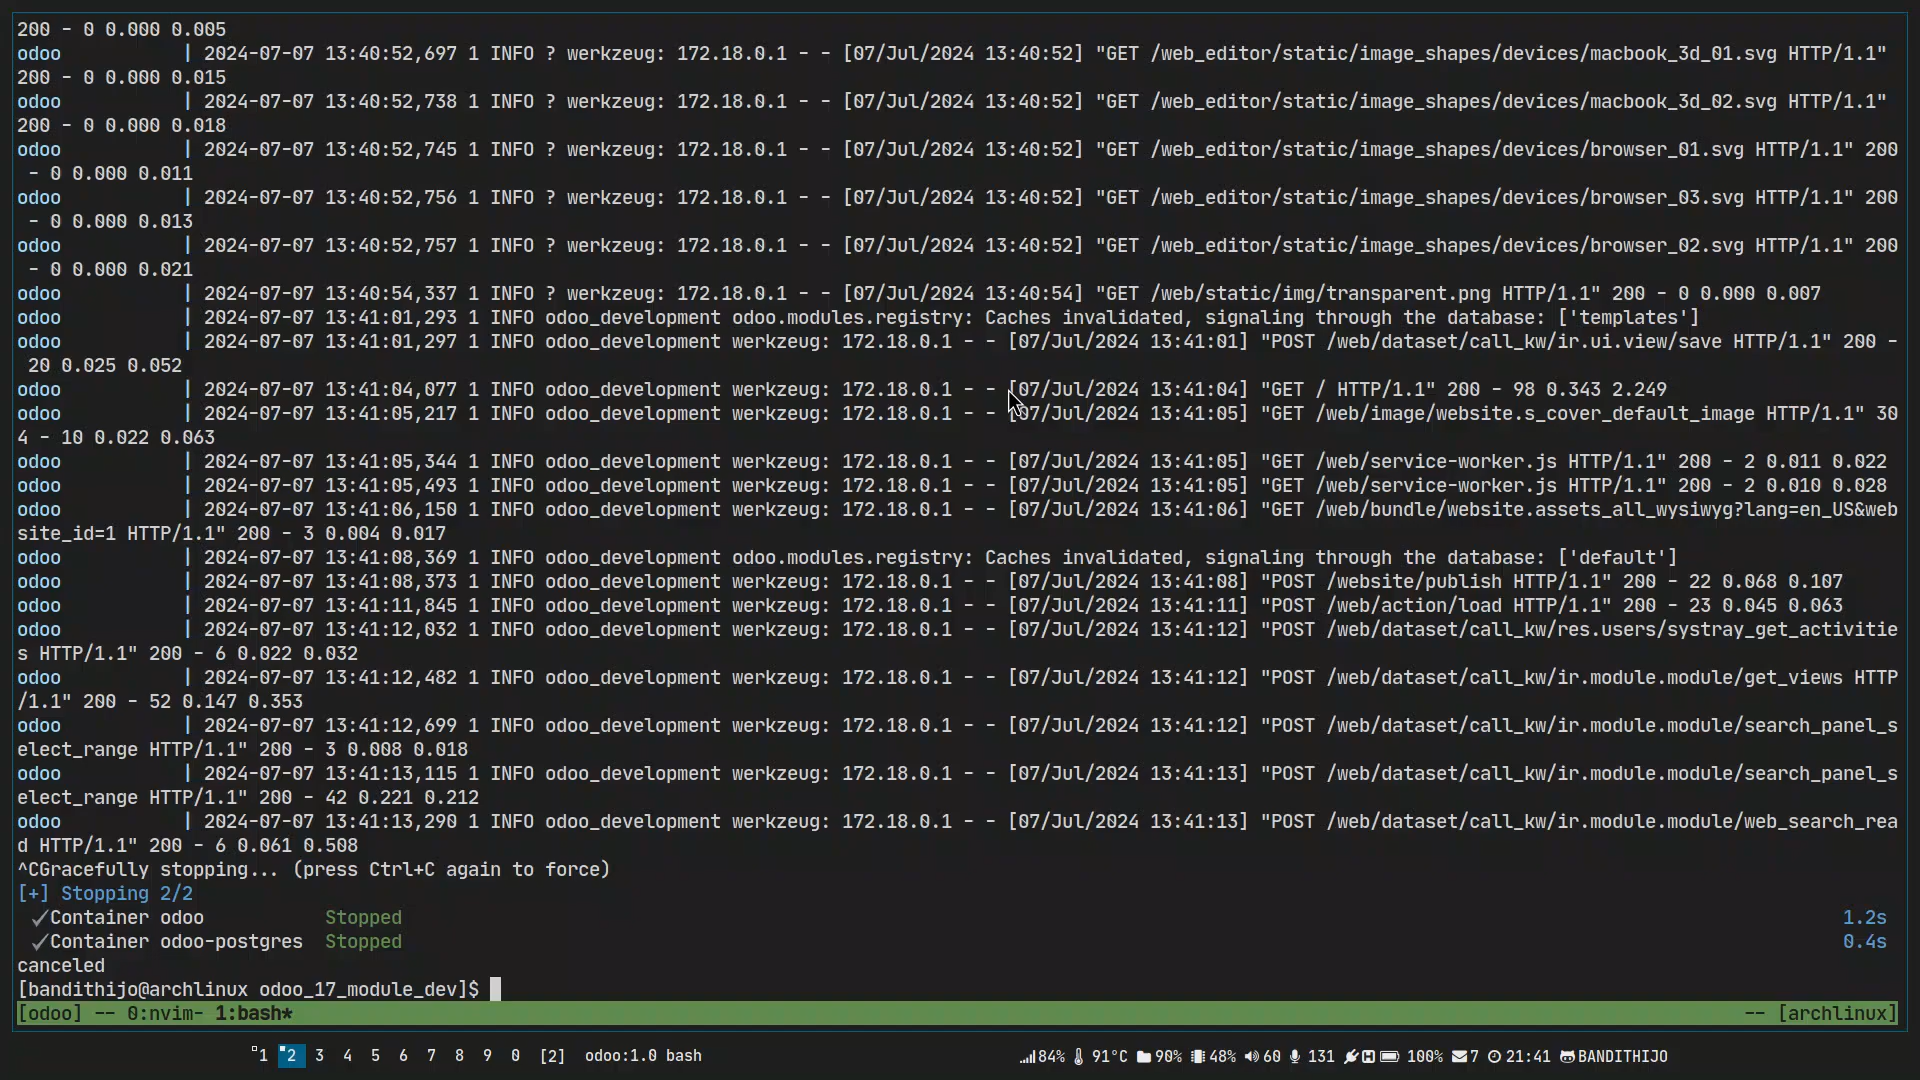 200 - 0 0.000 0.005
odoo | 2024-07-07 13:40:52,697 1 INFO ? werkzeug: 172.18.0.1 - - [07/Jul/2024 13:40:52] "GET /web_editor/static/image_shapes/devices/macbook_3d_01.svg HTTP/1.1"
200 - 0 0.000 0.015
odoo | 2024-07-07 13:40:52,738 1 INFO ? werkzeug: 172.18.0.1 - - [07/Jul/2024 13:40:52] "GET /web_editor/static/image_shapes/devices/macbook_3d_02.svg HTTP/1.1"
200 - 0 0.000 0.018
odoo | 2024-07-07 13:40:52,745 1 INFO ? werkzeug: 172.18.0.1 - - [07/Jul/2024 13:40:52] "GET /web_editor/static/image_shapes/devices/browser_01.svg HTTP/1.1" 200
- 0 0.000 0.011
odoo | 2024-07-07 13:40:52,756 1 INFO ? werkzeug: 172.18.0.1 - - [07/Jul/2024 13:40:52] "GET /web_editor/static/image_shapes/devices/browser_03.svg HTTP/1.1" 200
- 0 0.000 0.013
odoo | 2024-07-07 13:40:52,757 1 INFO ? werkzeug: 172.18.0.1 - - [07/Jul/2024 13:40:52] "GET /web_editor/static/image_shapes/devices/browser_02.svg HTTP/1.1" 200
- 0 0.000 0.021
odoo | 2024-07-07 13:40:54,337 1 INFO ? werkzeug: 172.18.0.1 - - [07/Jul/2024 13:40:54] "GET /web/static/img/transparent.png HTTP/1.1" 200 - 0 0.000 0.007
odoo | 2024-07-07 13:41:01,293 1 INFO odoo_development odoo.modules.registry: Caches invalidated, signaling through the database: ['templates']
odoo | 2024-07-07 13:41:01,297 1 INFO odoo_development werkzeug: 172.18.0.1 - - [07/Jul/2024 13:41:01] "POST /web/dataset/call_kw/ir.ui.view/save HTTP/1.1" 200 -
20 0.025 0.052
odoo | 2024-07-07 13:41:04,077 1 INFO odoo_development werkzeug: 172.18.0.1 - - [07/Jul/2024 13:41:04] "GET / HTTP/1.1" 200 - 98 0.343 2.249
odoo | 2024-07-07 13:41:05,217 1 INFO odoo_development werkzeug: 172.18.0.1 - - [07/Jul/2024 13:41:05] "GET /web/image/website.s_cover_default_image HTTP/1.1" 30
4 - 10 0.022 0.063
odoo | 2024-07-07 13:41:05,344 1 INFO odoo_development werkzeug: 172.18.0.1 - - [07/Jul/2024 13:41:05] "GET /web/service-worker.js HTTP/1.1" 200 - 2 0.011 0.022
odoo | 2024-07-07 13:41:05,493 1 INFO odoo_development werkzeug: 172.18.0.1 - - [07/Jul/2024 13:41:05] "GET /web/service-worker.js HTTP/1.1" 200 - 2 0.010 0.028
odoo | 2024-07-07 13:41:06,150 1 INFO odoo_development werkzeug: 172.18.0.1 - - [07/Jul/2024 13:41:06] "GET /web/bundle/website.assets_all_wysiwyg?lang=en_US&web
site_id=1 HTTP/1.1" 200 - 3 0.004 0.017
odoo | 2024-07-07 13:41:08,369 1 INFO odoo_development odoo.modules.registry: Caches invalidated, signaling through the database: ['default']
odoo | 2024-07-07 13:41:08,373 1 INFO odoo_development werkzeug: 172.18.0.1 - - [07/Jul/2024 13:41:08] "POST /website/publish HTTP/1.1" 200 - 22 0.068 0.107
odoo | 2024-07-07 13:41:11,845 1 INFO odoo_development werkzeug: 172.18.0.1 - - [07/Jul/2024 13:41:11] "POST /web/action/load HTTP/1.1" 200 - 23 0.045 0.063
odoo | 2024-07-07 13:41:12,032 1 INFO odoo_development werkzeug: 172.18.0.1 - - [07/Jul/2024 13:41:12] "POST /web/dataset/call_kw/res.users/systray_get_activitie
s HTTP/1.1" 200 - 6 0.022 0.032
odoo | 2024-07-07 13:41:12,482 1 INFO odoo_development werkzeug: 172.18.0.1 - - [07/Jul/2024 13:41:12] "POST /web/dataset/call_kw/ir.module.module/get_views HTTP
/1.1" 200 - 52 0.147 0.353
odoo | 2024-07-07 13:41:12,699 1 INFO odoo_development werkzeug: 172.18.0.1 - - [07/Jul/2024 13:41:12] "POST /web/dataset/call_kw/ir.module.module/search_panel_s
elect_range HTTP/1.1" 200 - 3 0.008 0.018
odoo | 2024-07-07 13:41:13,115 1 INFO odoo_development werkzeug: 172.18.0.1 - - [07/Jul/2024 13:41:13] "POST /web/dataset/call_kw/ir.module.module/search_panel_s
elect_range HTTP/1.1" 200 - 42 0.221 0.212
odoo | 2024-07-07 13:41:13,290 1 INFO odoo_development werkzeug: 172.18.0.1 - - [07/Jul/2024 13:41:13] "POST /web/dataset/call_kw/ir.module.module/web_search_rea
d HTTP/1.1" 200 - 6 0.061 0.508
^CGracefully stopping... (press Ctrl+C again to force)
[+] Stopping 2/2
✓Container odoo Stopped 1.2s
✓Container odoo-postgres Stopped 0.4s
canceled
[bandithijo@archlinux odoo_17_module_dev]$
[odoo] -- 0:nvim- 1:bash* -- [archlinux]
1 2 3 4 5 6 7 8 9 0 [2] odoo:1.0 bash 84% 91°C 90% 48% 60 131 H 100% 7 21:41 BANDITHIJO